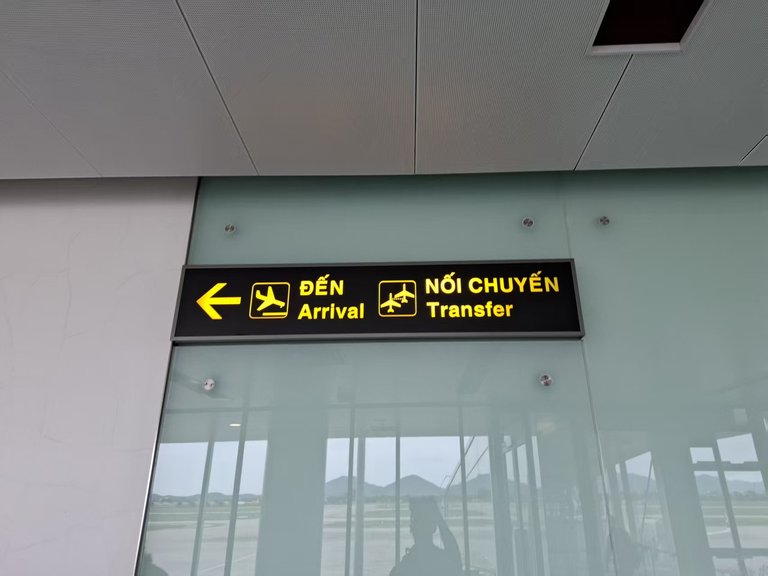 ĐẾN
Arrival
NỐI CHUYẾN
Transfer